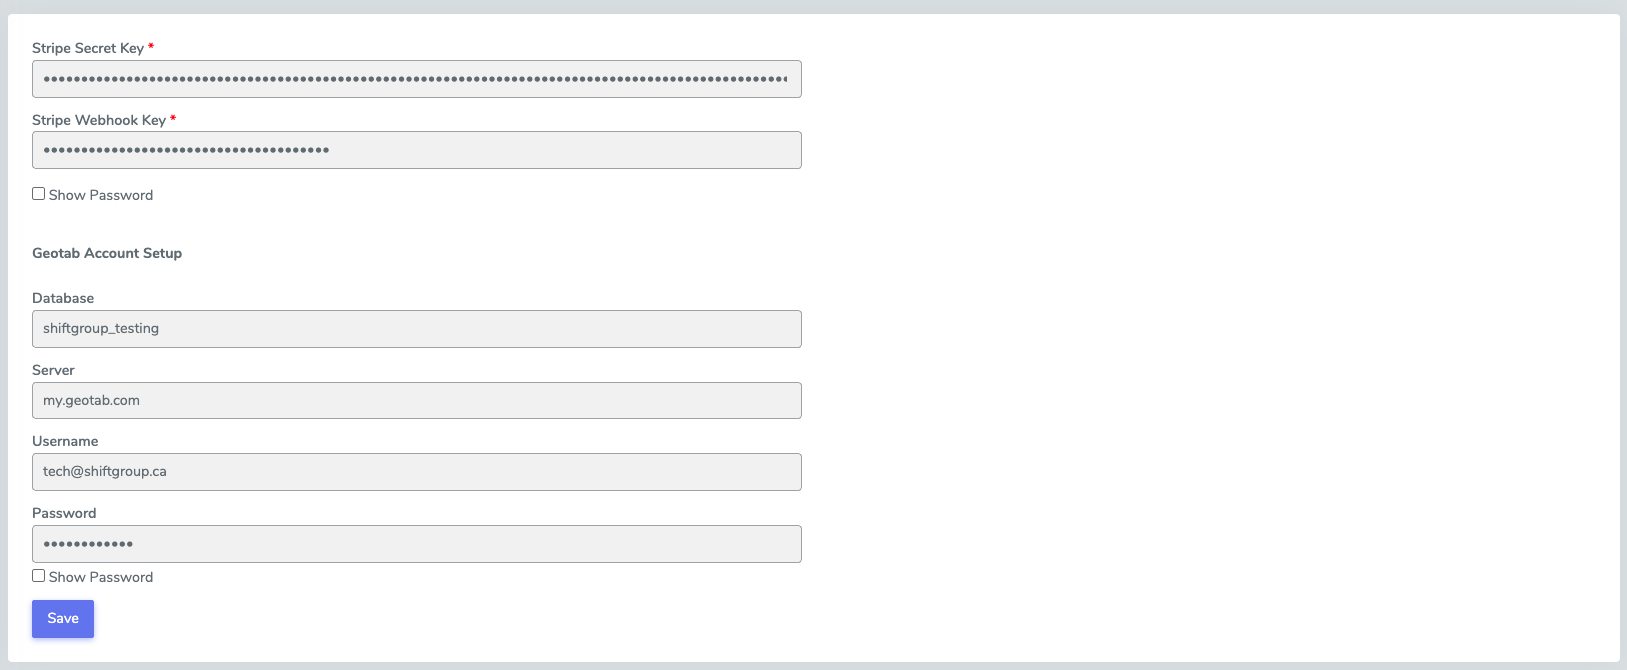 Stripe Secret Key *
Stripe Webhook Key *
Show Password
Geotab Account Setup
Database
shiftgroup_testing
Server
my.geotab.com
Username
tech@shiftgroup.ca
Password
Show Password
Save